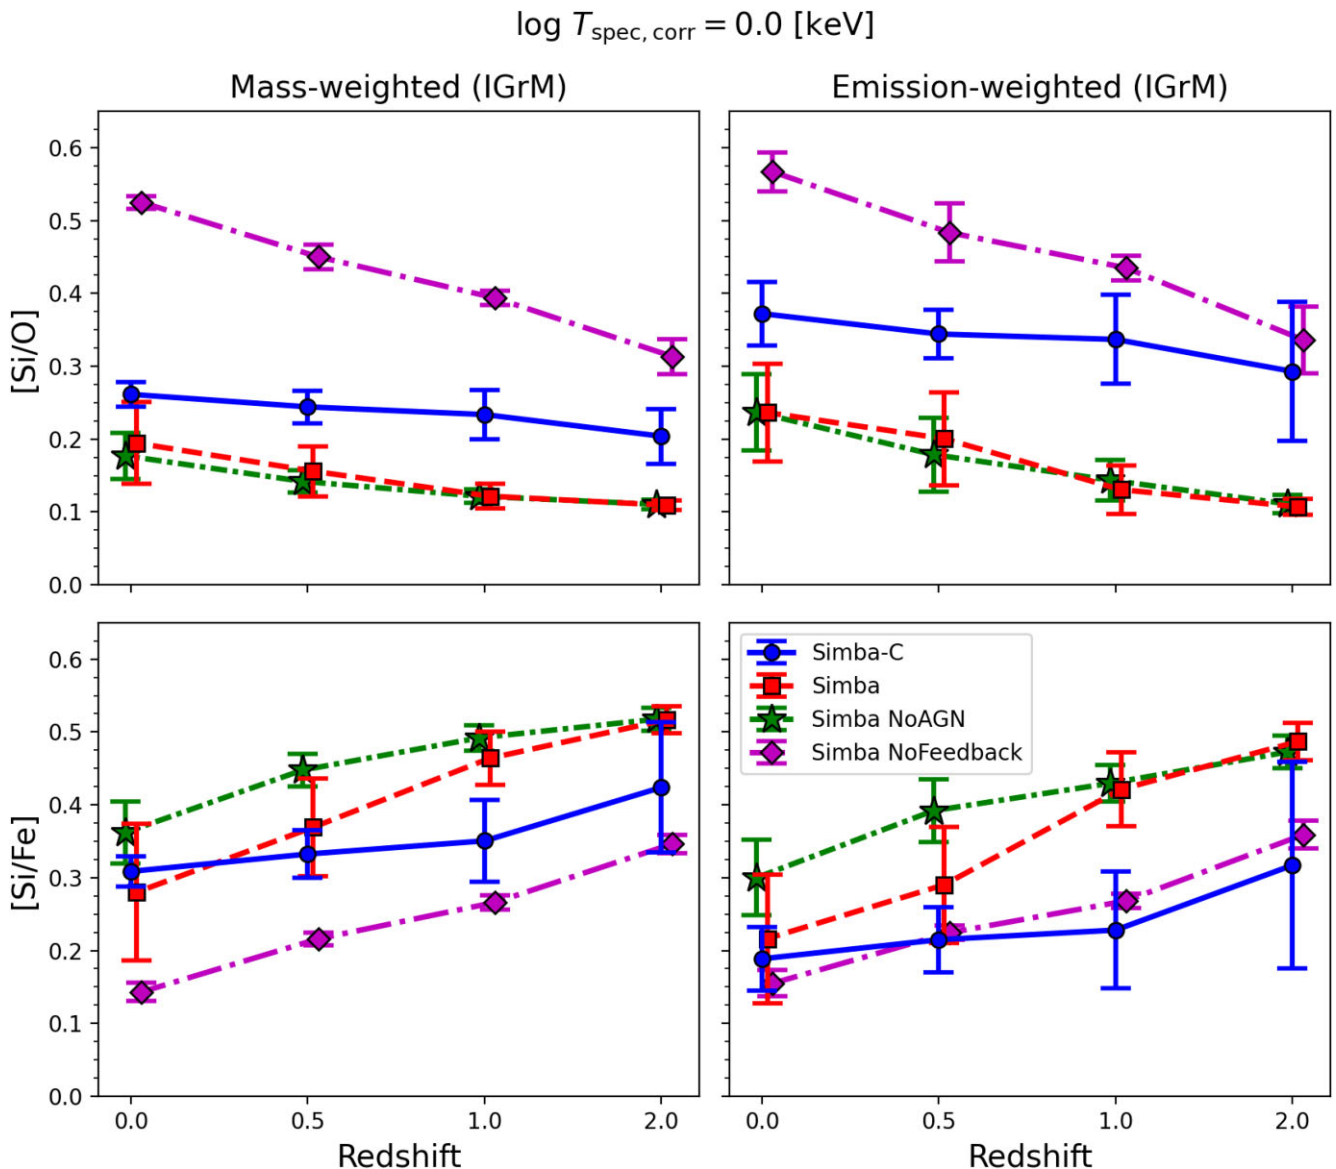 log T_spec, corr = 0.0 [keV]
Mass-weighted (IGrM)
Emission-weighted (IGrM)
[Si/O]
0.6
0.5
0.4
0.3
0.2
0.1
0.0
[Si/Fe]
0.6
0.5
0.4
0.3
0.2
0.1
0.0
Simba-C
Simba
Simba NoAGN
Simba NoFeedback
0.0 0.5 1.0 2.0
0.0 0.5 1.0 2.0
Redshift
Redshift